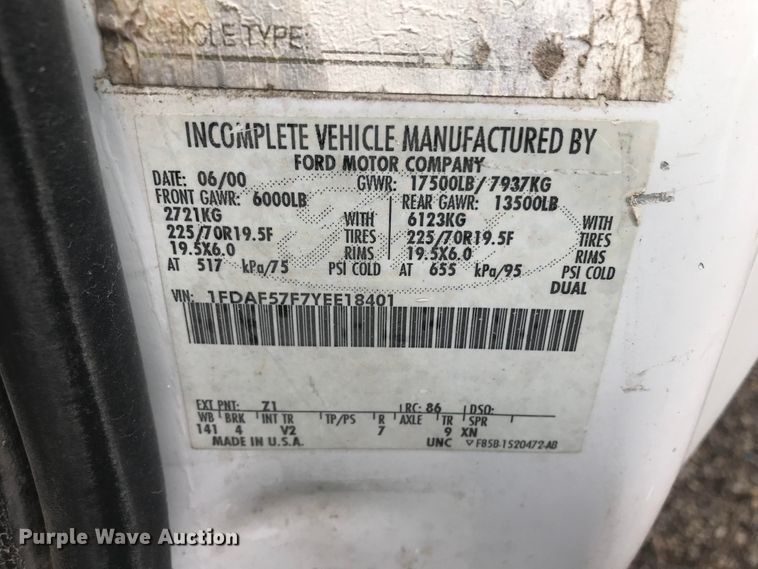 VEHICLE TYPE:
INCOMPLETE VEHICLE MANUFACTURED BY
FORD MOTOR COMPANY
DATE: 06/00 GVWR: 17500LB/ 7937KG
FRONT GAWR: 6000LB REAR GAWR: 13500LB
2721KG WITH 6123KG WITH
225/70R19.5F TIRES 225/70R19.5F TIRES
19.5X6.0 RIMS 19.5X6.0 RIMS
AT 517 kPa/75 PSI COLD AT 655 kPa/95 PSI COLD
DUAL
VIN: 1FDAF57F7YEE18401
EXT PNT: Z1 RC: 86 DSO:
WB BRK INT TR TP/PS R AXLE TR SPR
141 4 V2 7 9 XN
MADE IN U.S.A. UNC F85B-1520472-AB
Purple Wave Auction